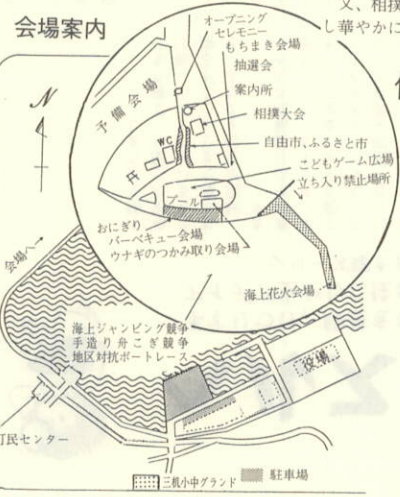 会場案内
又、相撲
し華やかに
オープニング
セレモニー
もちまき会場
抽選会
案内所
相撲大会
自由市、ふるさと市
こどもゲーム広場
立ち入り禁止場所
予備会場
WC
プール
おにぎり
バーベキュー会場
ウナギのつかみ取り会場
海上花火会場
N
会場へ→
海上ジャンピング競争
手造り舟こぎ競争
地区対抗ボートレース
役場
町民センター
三机小中グランド
駐車場